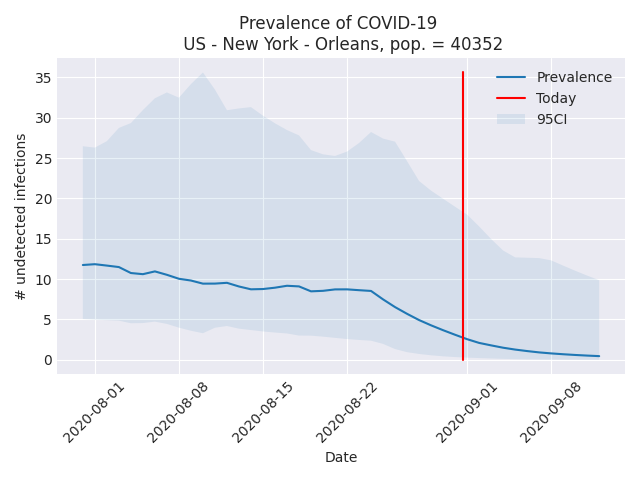 Prevalence of COVID-19
US - New York - Orleans, pop. = 40352
Prevalence
Today
95CI
35
30
25
20
15
10
5
0
# undetected infections
2020-08-01
2020-08-08
2020-08-15
2020-08-22
2020-09-01
2020-09-08
Date